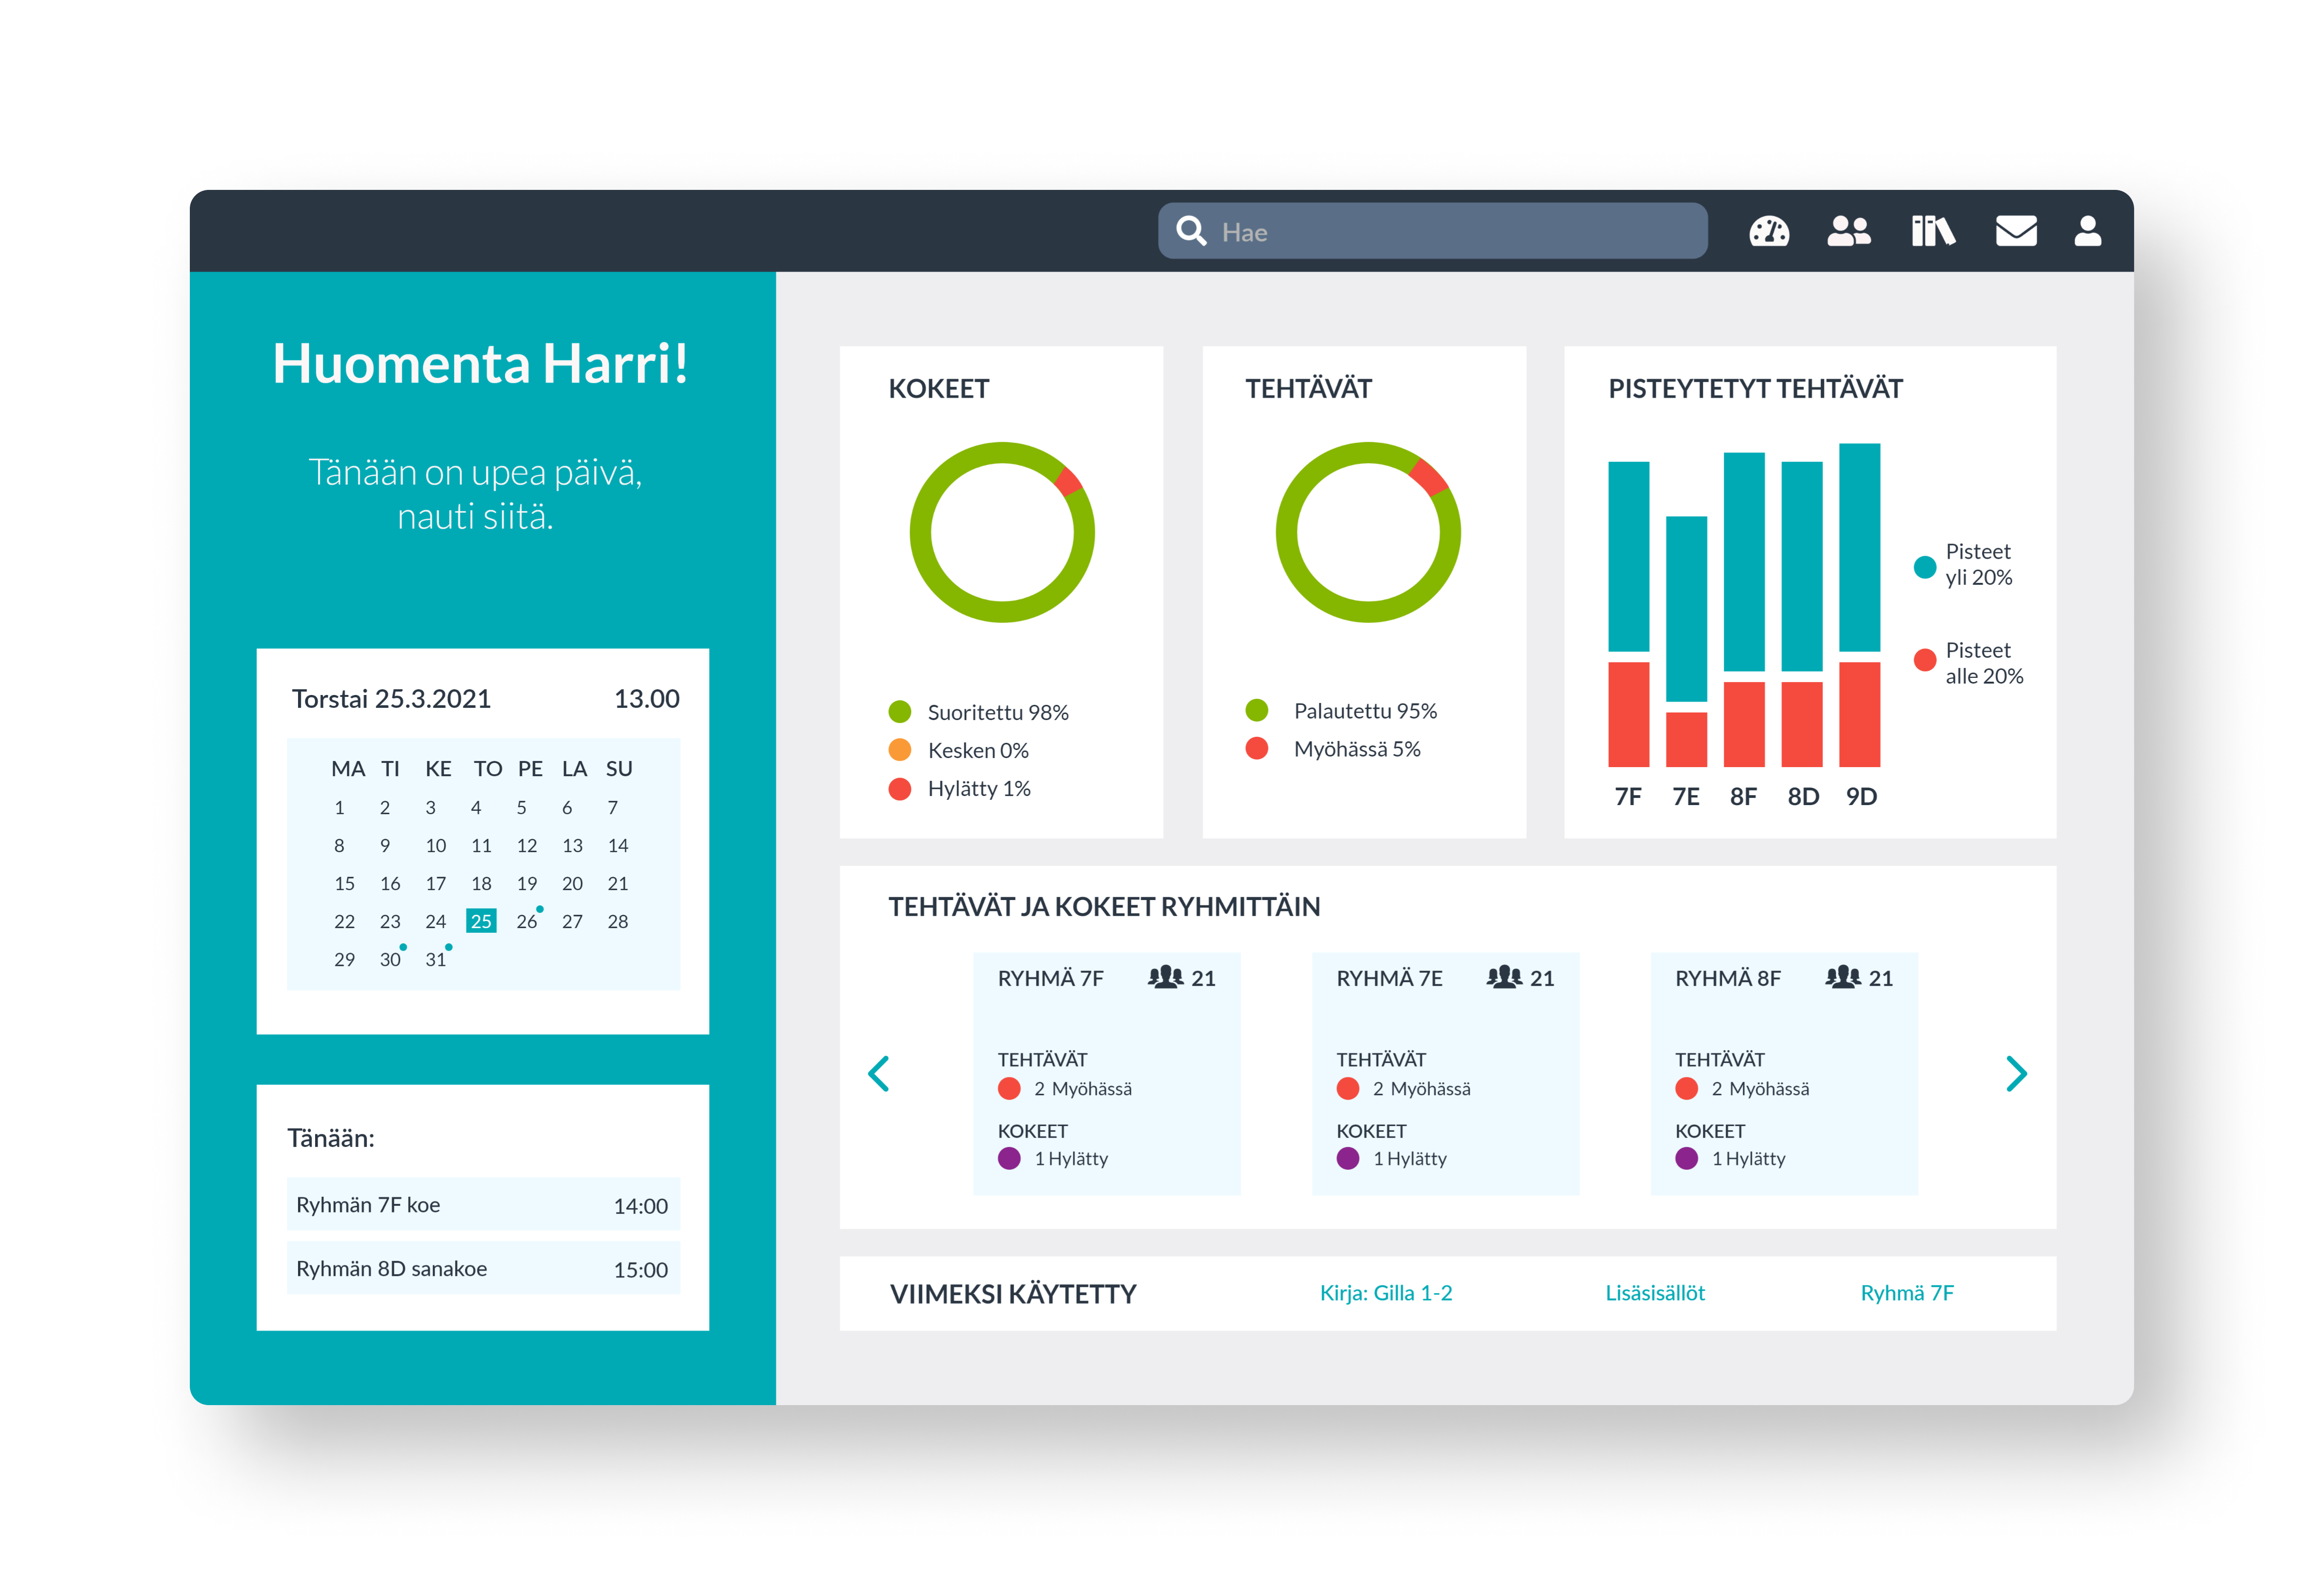 Hae
Huomenta Harri!
Tänään on upea päivä,
nauti siitä.
Torstai 25.3.2021 13.00
MA TI KE TO PE LA SU
1 2 3 4 5 6 7
8 9 10 11 12 13 14
15 16 17 18 19 20 21
22 23 24 25 26 27 28
29 30 31
Tänään:
Ryhmän 7F koe 14:00
Ryhmän 8D sanakoe 15:00
KOKEET
Suoritettu 98%
Kesken 0%
Hylätty 1%
TEHTÄVÄT
Palautettu 95%
Myöhässä 5%
PISTEYTETYT TEHTÄVÄT
Pisteet
yli 20%
Pisteet
alle 20%
7F 7E 8F 8D 9D
TEHTÄVÄT JA KOKEET RYHMITTÄIN
RYHMÄ 7F 21
TEHTÄVÄT
2 Myöhässä
KOKEET
1 Hylätty
RYHMÄ 7E 21
TEHTÄVÄT
2 Myöhässä
KOKEET
1 Hylätty
RYHMÄ 8F 21
TEHTÄVÄT
2 Myöhässä
KOKEET
1 Hylätty
VIIMEKSI KÄYTETTY Kirja: Gilla 1-2 Lisäsisällöt Ryhmä 7F